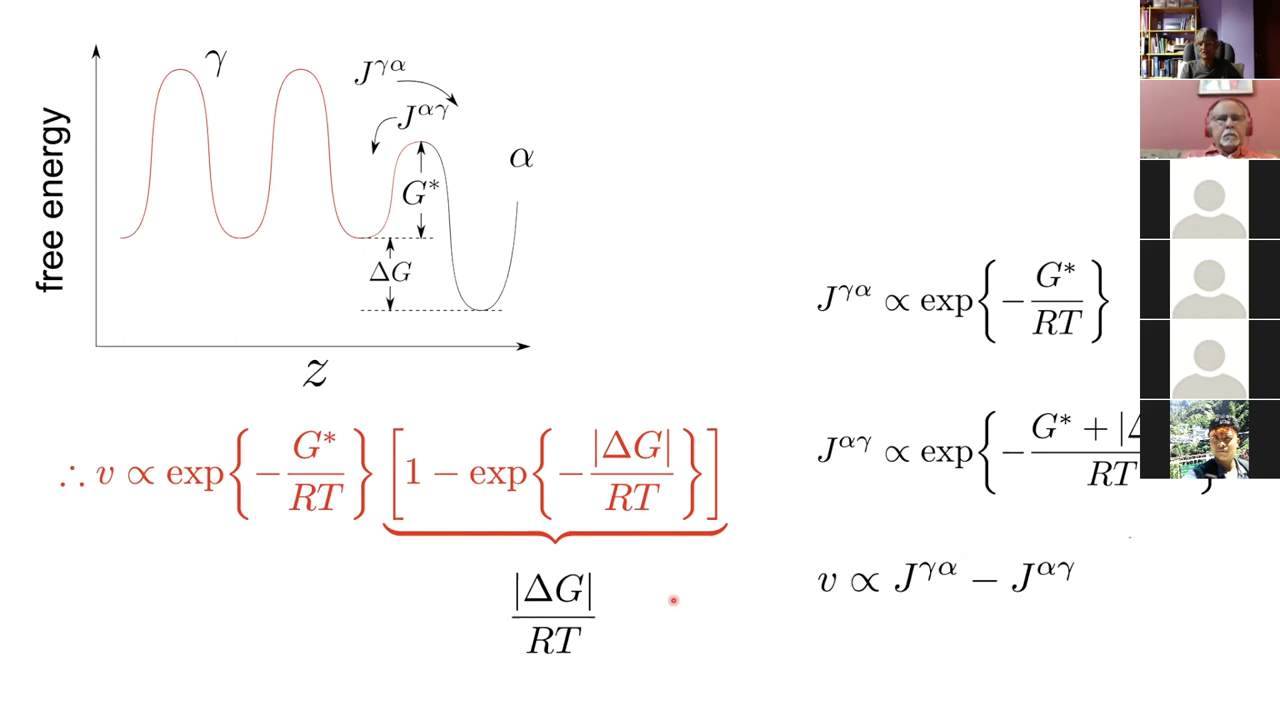 free energy
γ
J^{γα}
J^{αγ}
α
G*
ΔG
z
J^{γα} ∝ exp{−G*/RT}
J^{αγ} ∝ exp{−G* + |Δ/RT}
∴ v ∝ exp{−G*/RT} [1 − exp{−|ΔG|/RT}]
|ΔG|/RT
v ∝ J^{γα} − J^{αγ}